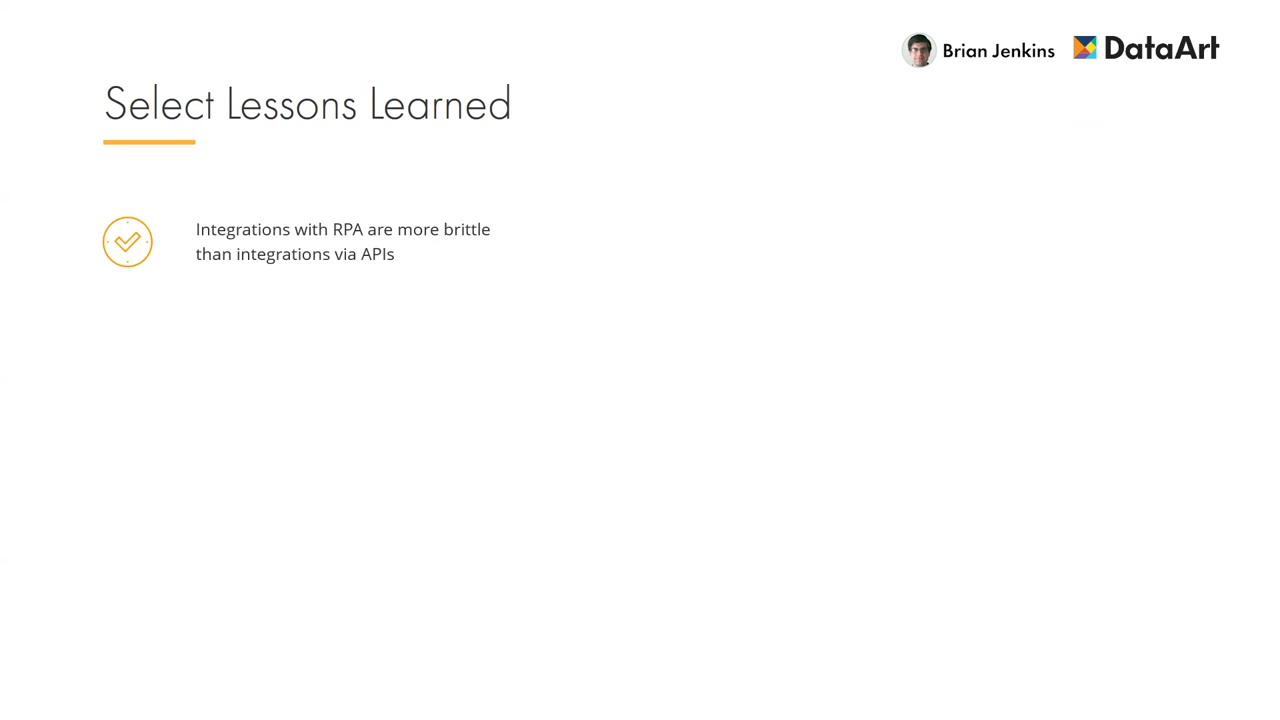 Brian Jenkins DataArt
Select Lessons Learned
Integrations with RPA are more brittle
than integrations via APIs